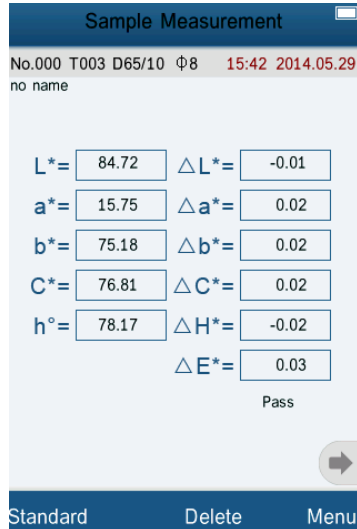 Sample Measurement
No.000 T003 D65/10 Φ8 15:42 2014.05.29
no name
L*= 84.72 △L*= -0.01
a*= 15.75 △a*= 0.02
b*= 75.18 △b*= 0.02
C*= 76.81 △C*= 0.02
h°= 78.17 △H*= -0.02
△E*= 0.03
Pass
Standard Delete Menu